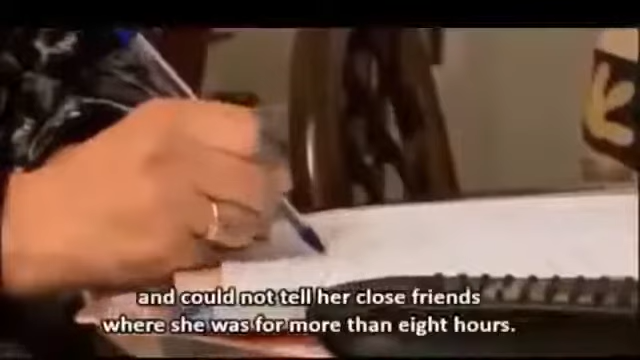 and could not tell her close friends
where she was for more than eight hours.